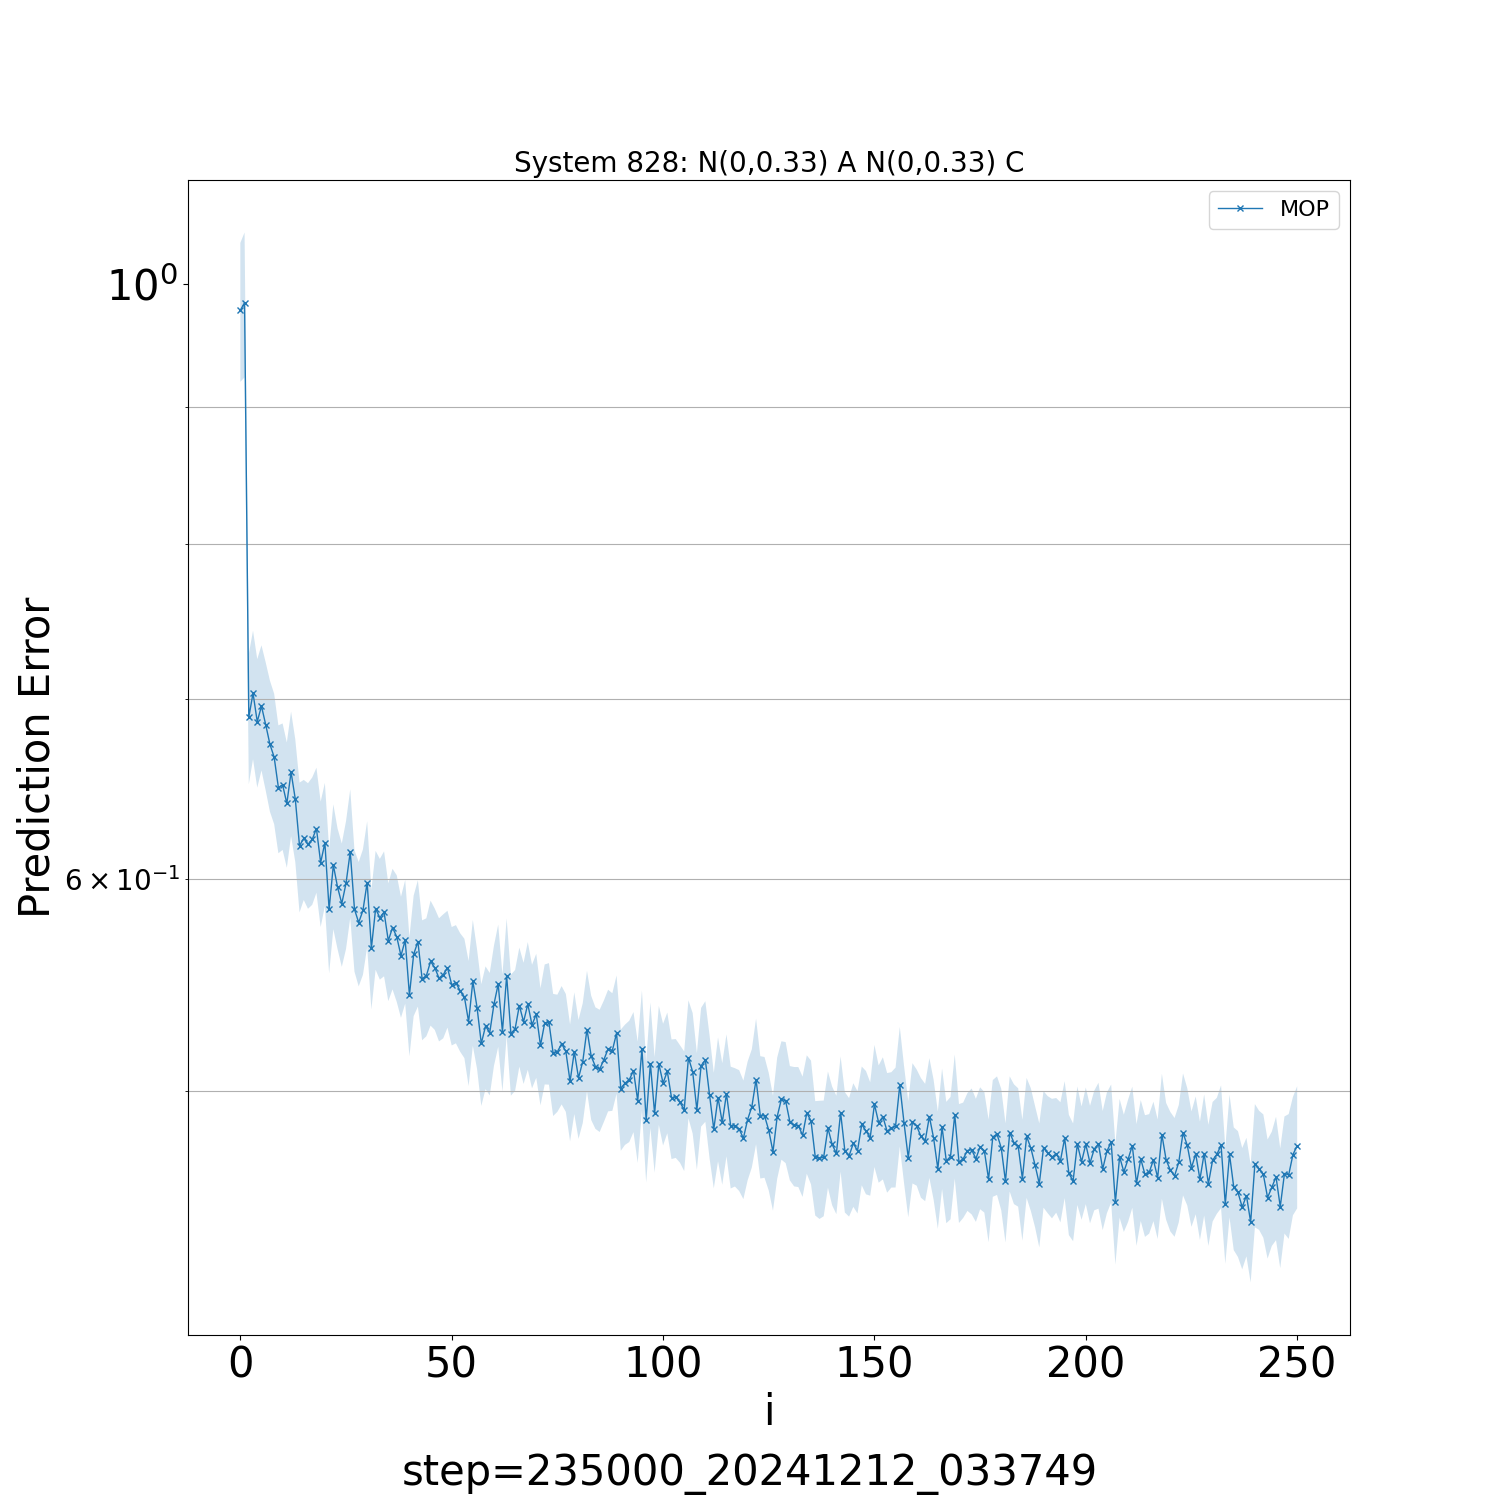 System 828: N(0,0.33) A N(0,0.33) C
MOP
10⁰
6 × 10⁻¹
Prediction Error
0 50 100 150 200 250
i
step=235000_20241212_033749